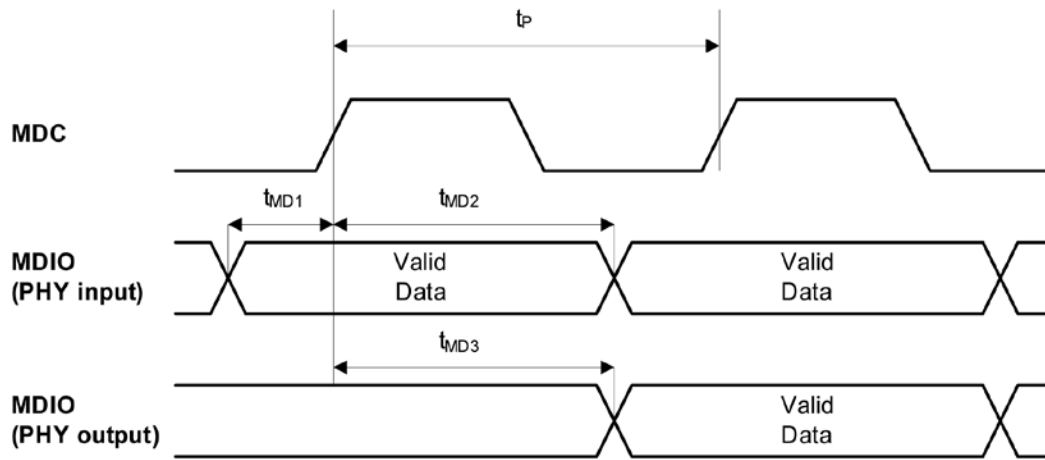 tP
MDC
tMD1
tMD2
MDIO
(PHY input)
Valid
Data
Valid
Data
tMD3
MDIO
(PHY output)
Valid
Data